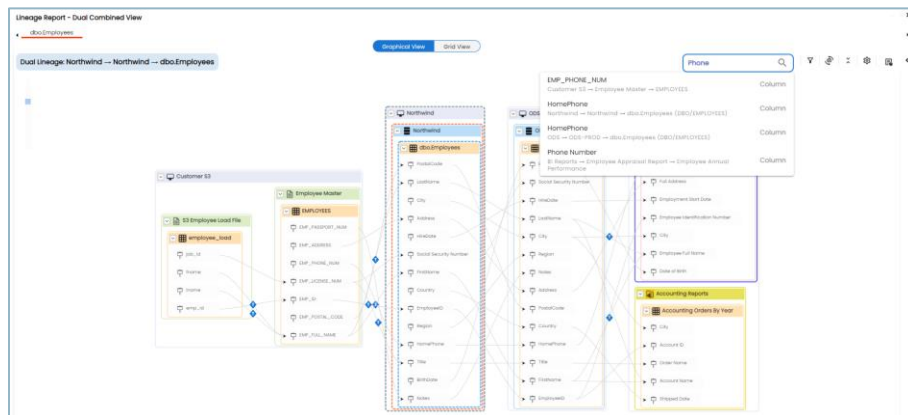 Lineage Report - Dual Combined View
dbo.Employees
Graphical View
Grid View
Dual Lineage: Northwind → Northwind → dbo.Employees
Phone
EMP_PHONE_NUM
Column
Customer S3 → Employee Master → EMPLOYEES
HomePhone
Column
Northwind → Northwind → dbo.Employees (DBO/EMPLOYEES)
HomePhone
Column
ODS → ODS-PROD → dbo.Employees (DBO/EMPLOYEES)
Phone Number
Column
BI Reports → Employee Appraisal Report → Employee Annual
Performance
Customer S3
S3 Employee Load File
employee_load
job_id
lname
emp_id
Employee Master
EMPLOYEES
EMP_PASSPORT_NUM
EMP_ADDRESS
EMP_PHONE_NUM
EMP_LICENSE_NUM
EMP_ID
EMP_POSTAL_CODE
EMP_FULL_NAME
Northwind
Northwind
dbo.Employees
PostalCode
LastName
City
Address
HireDate
Social Security Number
FirstName
Country
EmployeeID
Region
HomePhone
Title
BirthDate
Notes
ODS
Social Security Number
HireDate
LastName
City
Region
Notes
Address
PostalCode
Country
HomePhone
Title
FirstName
EmployeeID
Full Address
Employment Start Date
Employee Identification Number
City
Employee Full Name
Date of Birth
Accounting Reports
Accounting Orders By Year
City
Account ID
Order Name
Account Name
Shipped Date